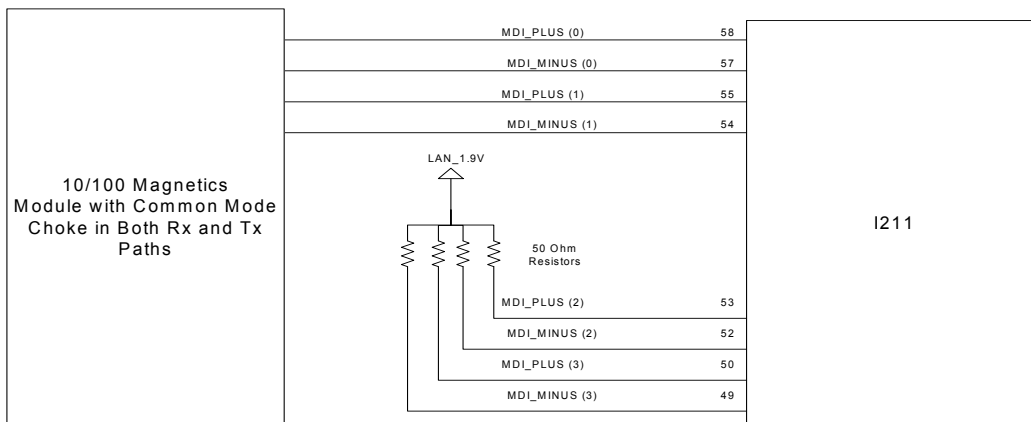 MDI_PLUS (0) 58
MDI_MINUS (0) 57
MDI_PLUS (1) 55
MDI_MINUS (1) 54
LAN_1.9V
10/100 Magnetics
Module with Common Mode
Choke in Both Rx and Tx
Paths
I211
50 Ohm
Resistors
MDI_PLUS (2) 53
MDI_MINUS (2) 52
MDI_PLUS (3) 50
MDI_MINUS (3) 49